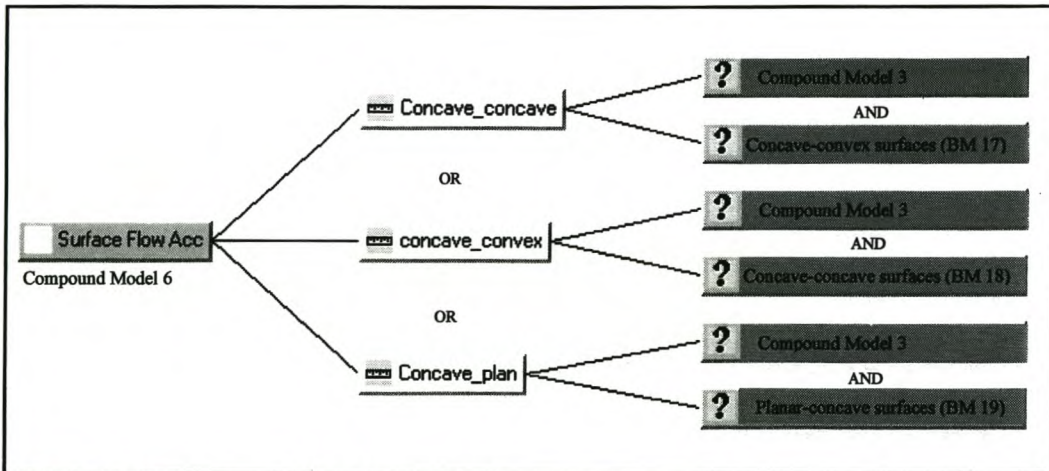 Compound Model 3
Concave_concave
AND
Concave-convex surfaces (BM 17)
OR
Compound Model 3
Surface Flow Acc
concave_convex
AND
Compound Model 6
Concave-concave surfaces (BM 18)
OR
Compound Model 3
Concave_plan
AND
Planar-concave surfaces (BM 19)